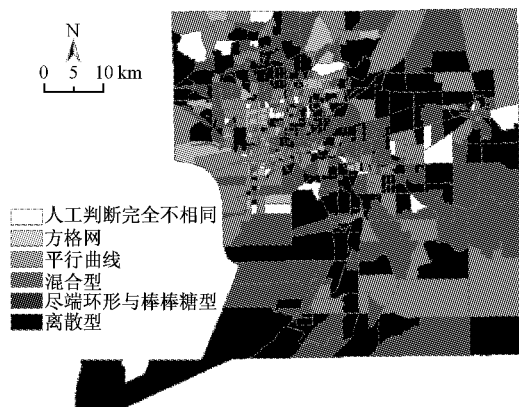 N
0 5 10 km
人工判断完全不相同
方格网
平行曲线
混合型
尽端环形与棒棒糖型
离散型